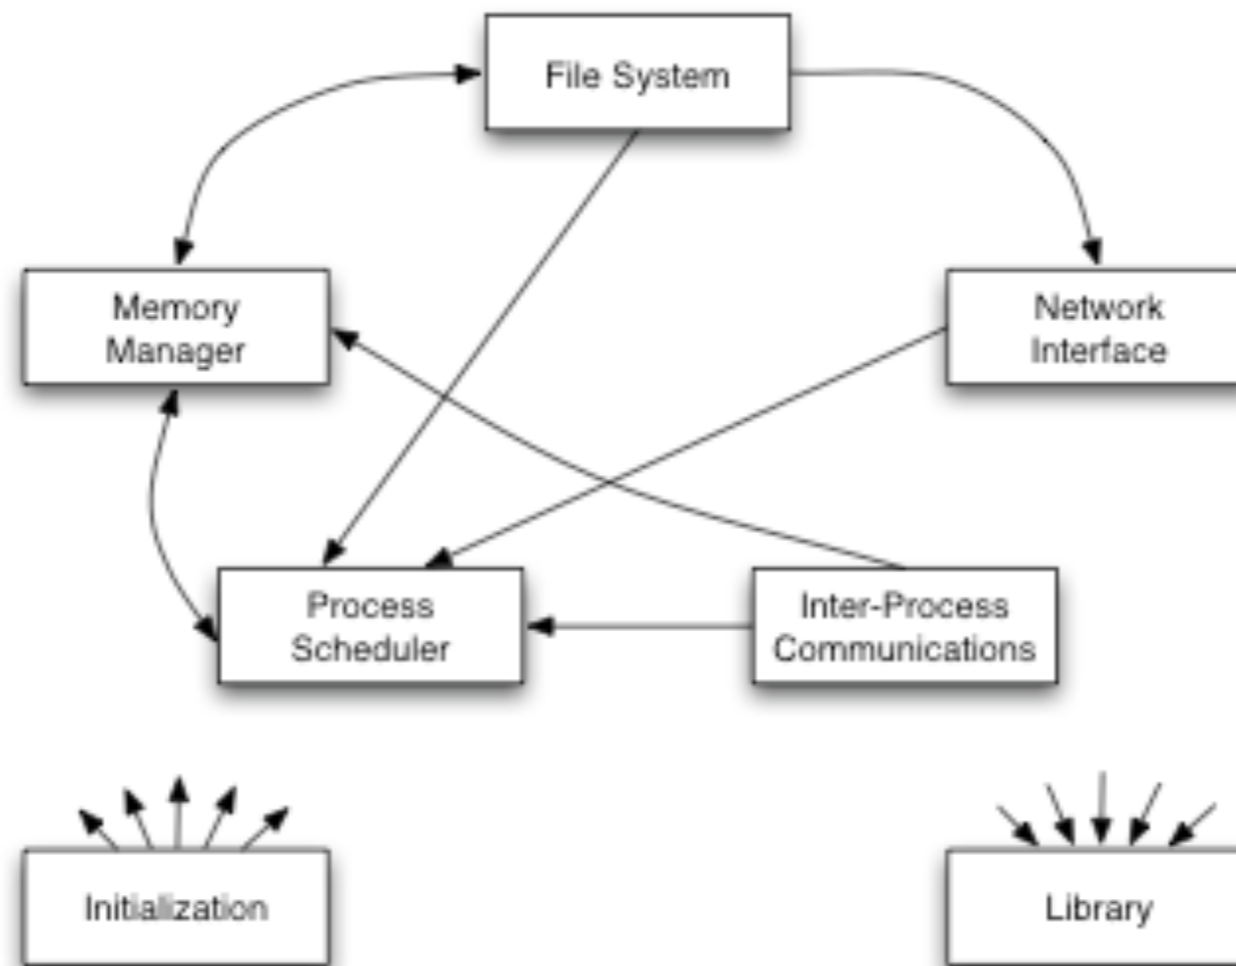 File System
Memory
Manager
Network
Interface
Process
Scheduler
Inter-Process
Communications
Initialization
Library